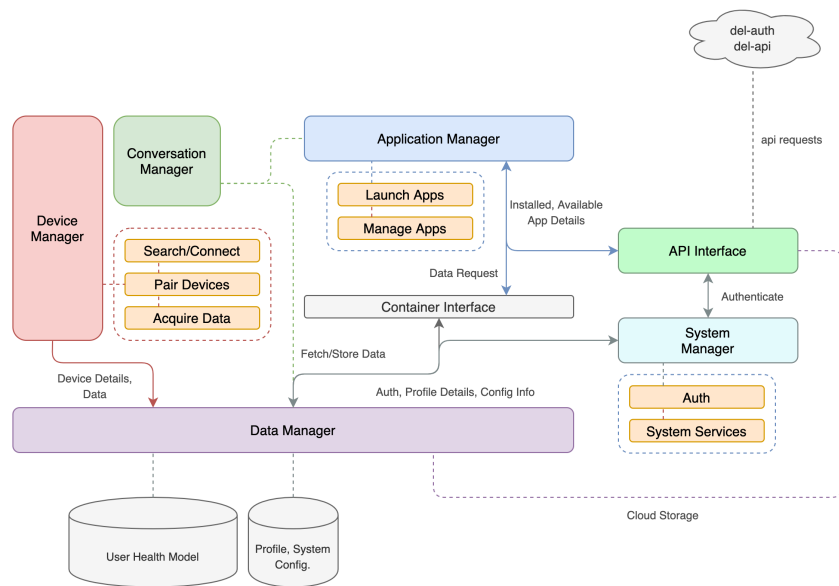 del-auth
del-api
api requests
Conversation
Manager
Application Manager
Device
Manager
Launch Apps
Manage Apps
Installed, Available
App Details
Search/Connect
Pair Devices
Acquire Data
API Interface
Data Request
Container Interface
Authenticate
System
Manager
Fetch/Store Data
Device Details,
Data
Auth, Profile Details, Config Info
Auth
System Services
Data Manager
Cloud Storage
User Health Model
Profile, System
Config.